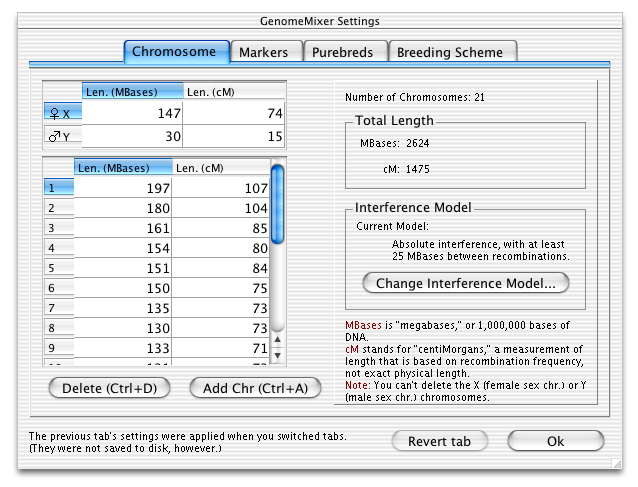 GenomeMixer Settings
Chromosome Markers Purebreds Breeding Scheme
Len. (MBases) Len. (cM)
♀ X 147 74
♂ Y 30 15
Len. (MBases) Len. (cM)
1 197 107
2 180 104
3 161 85
4 154 80
5 151 84
6 150 75
7 135 73
8 130 73
9 133 71
Delete (Ctrl+D) Add Chr (Ctrl+A)
Number of Chromosomes: 21
Total Length
MBases: 2624
cM: 1475
Interference Model
Current Model:
Absolute interference, with at least
25 MBases between recombinations.
Change Interference Model...
MBases is "megabases," or 1,000,000 bases of
DNA.
cM stands for "centiMorgans," a measurement of
length that is based on recombination frequency,
not exact physical length.
Note: You can't delete the X (female sex chr.) or Y
(male sex chr.) chromosomes.
The previous tab's settings were applied when you switched tabs.
(They were not saved to disk, however.)
Revert tab Ok